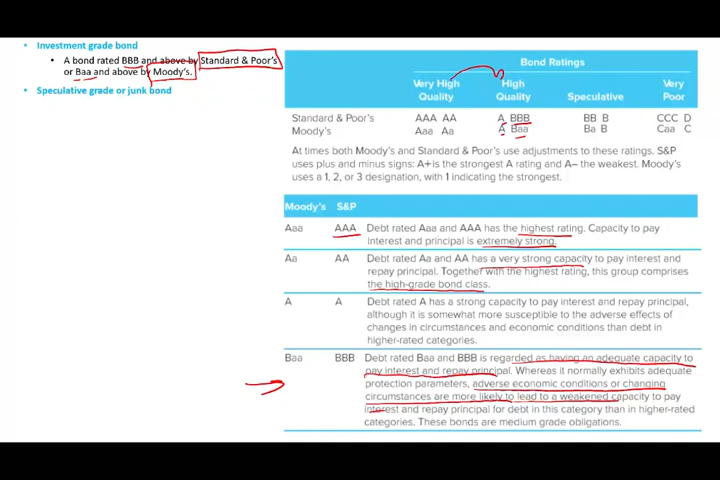 Investment grade bond
• A bond rated BBB and above by Standard & Poor's
or Baa and above by Moody's.
Speculative grade or junk bond
Bond Ratings
Very High Quality High Quality Speculative Very Poor
Standard & Poor's AAA AA A BBB BB B CCC D
Moody's Aaa Aa A Baa Ba B Caa C
At times both Moody's and Standard & Poor's use adjustments to these ratings. S&P
uses plus and minus signs: A+ is the strongest A rating and A− the weakest. Moody's
uses a 1, 2, or 3 designation, with 1 indicating the strongest.
Moody's S&P
Aaa AAA Debt rated Aaa and AAA has the highest rating. Capacity to pay
interest and principal is extremely strong.
Aa AA Debt rated Aa and AA has a very strong capacity to pay interest and
repay principal. Together with the highest rating, this group comprises
the high-grade bond class.
A A Debt rated A has a strong capacity to pay interest and repay principal,
although it is somewhat more susceptible to the adverse effects of
changes in circumstances and economic conditions than debt in
higher-rated categories.
Baa BBB Debt rated Baa and BBB is regarded as having an adequate capacity to
pay interest and repay principal. Whereas it normally exhibits adequate
protection parameters, adverse economic conditions or changing
circumstances are more likely to lead to a weakened capacity to pay
interest and repay principal for debt in this category than in higher-rated
categories. These bonds are medium grade obligations.